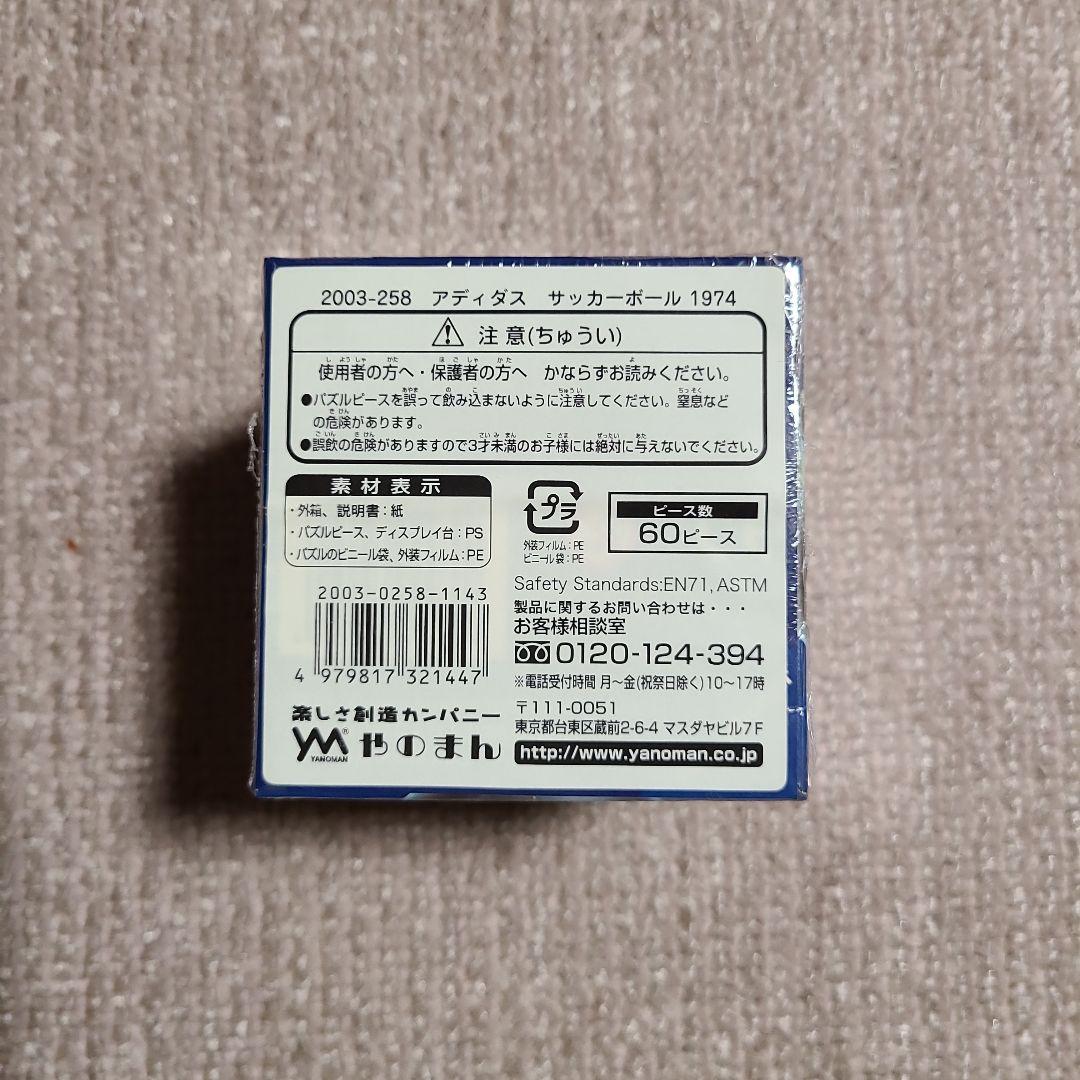 2003-258 アディダス サッカーボール 1974
⚠ 注意(ちゅうい)
使用者の方へ・保護者の方へ かならずお読みください。
●パズルピースを誤って飲み込まないように注意してください。窒息など
の危険があります。
●誤飲の危険がありますので3才未満のお子様には絶対に与えないでください。
素材表示
・外箱、説明書：紙
・パズルピース、ディスプレイ台：PS
・パズルのビニール袋、外装フィルム：PE
プラ
外装フィルム：PE
ビニール袋：PE
ピース数
60ピース
Safety Standards:EN71, ASTM
2003-0258-1143
4 979817 321447
製品に関するお問い合わせは・・・
お客様相談室
0120-124-394
※電話受付時間 月～金(祝祭日除く)10～17時
〒111-0051
東京都台東区蔵前2-6-4 マスダヤビル7F
http://www.yanoman.co.jp
楽しさ創造カンパニー
YM® やのまん
YANOMAN